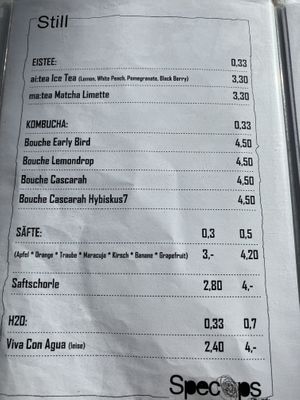 Still
EISTEE: 0,33
ai:tea Ice Tea (Lemon, White Peach, Pomegranate, Black Berry) 3,30
ma:tea Matcha Limette 3,30
KOMBUCHA: 0,33
Bouche Early Bird 4,50
Bouche Lemondrop 4,50
Bouche Cascarah 4,50
Bouche Cascarah Hybiskus7 4,50
SÄFTE: 0,3 0,5
(Apfel * Orange * Traube * Maracuja * Kirsch * Banane * Grapefruit) 3,- 4,20
Saftschorle 2,80 4,-
H2O: 0,33 0,7
Viva Con Agua (leise) 2,40 4,-
SpecOps